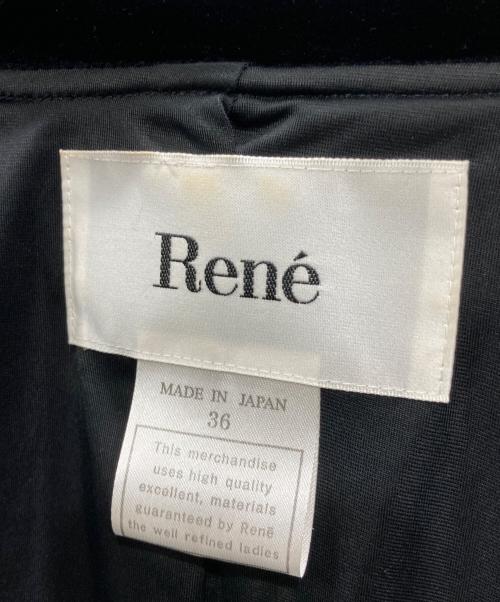 René
MADE IN JAPAN
36
This merchandise
uses high quality
excellent, materials
guaranteed by René
the well refined ladies